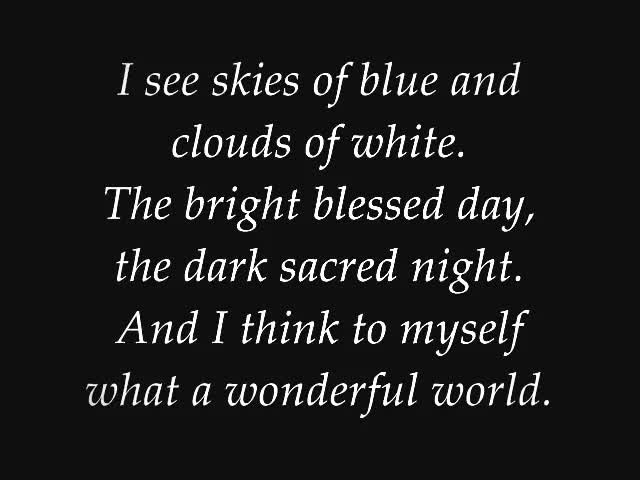 I see skies of blue and
clouds of white.
The bright blessed day,
the dark sacred night.
And I think to myself
what a wonderful world.